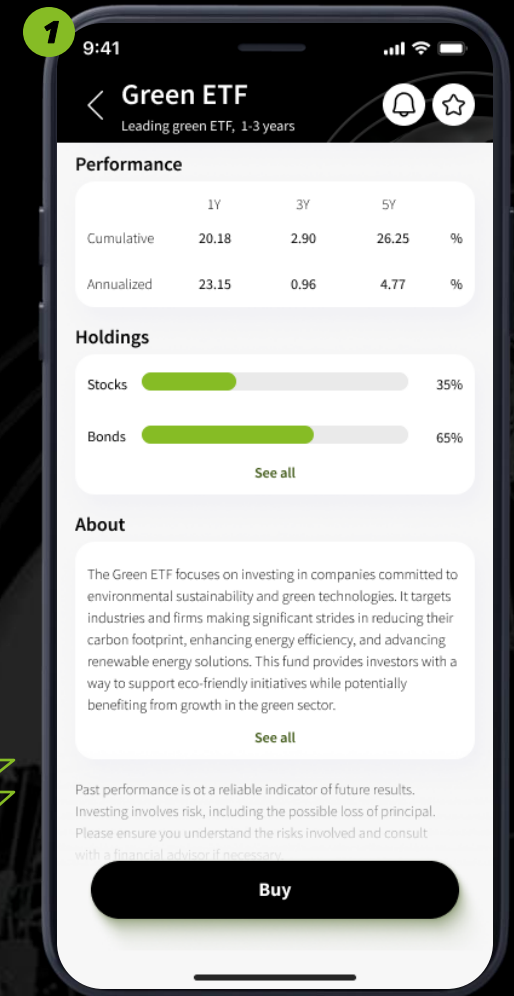 1
9:41
Green ETF
Leading green ETF, 1-3 years
Performance
1Y 3Y 5Y
Cumulative 20.18 2.90 26.25 %
Annualized 23.15 0.96 4.77 %
Holdings
Stocks 35%
Bonds 65%
See all
About
The Green ETF focuses on investing in companies committed to
environmental sustainability and green technologies. It targets
industries and firms making significant strides in reducing their
carbon footprint, enhancing energy efficiency, and advancing
renewable energy solutions. This fund provides investors with a
way to support eco-friendly initiatives while potentially
benefiting from growth in the green sector.
See all
Past performance is ot a reliable indicator of future results.
Investing involves risk, including the possible loss of principal.
Please ensure you understand the risks involved and consult
with a financial advisor if necessary.
Buy